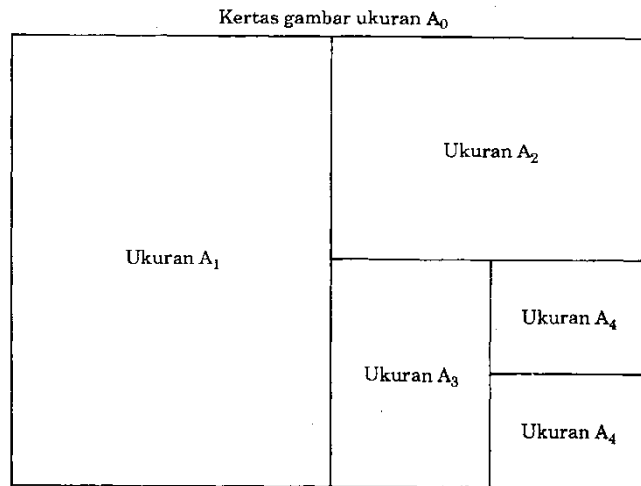 Kertas gambar ukuran A₀
Ukuran A₁
Ukuran A₂
Ukuran A₃
Ukuran A₄
Ukuran A₄